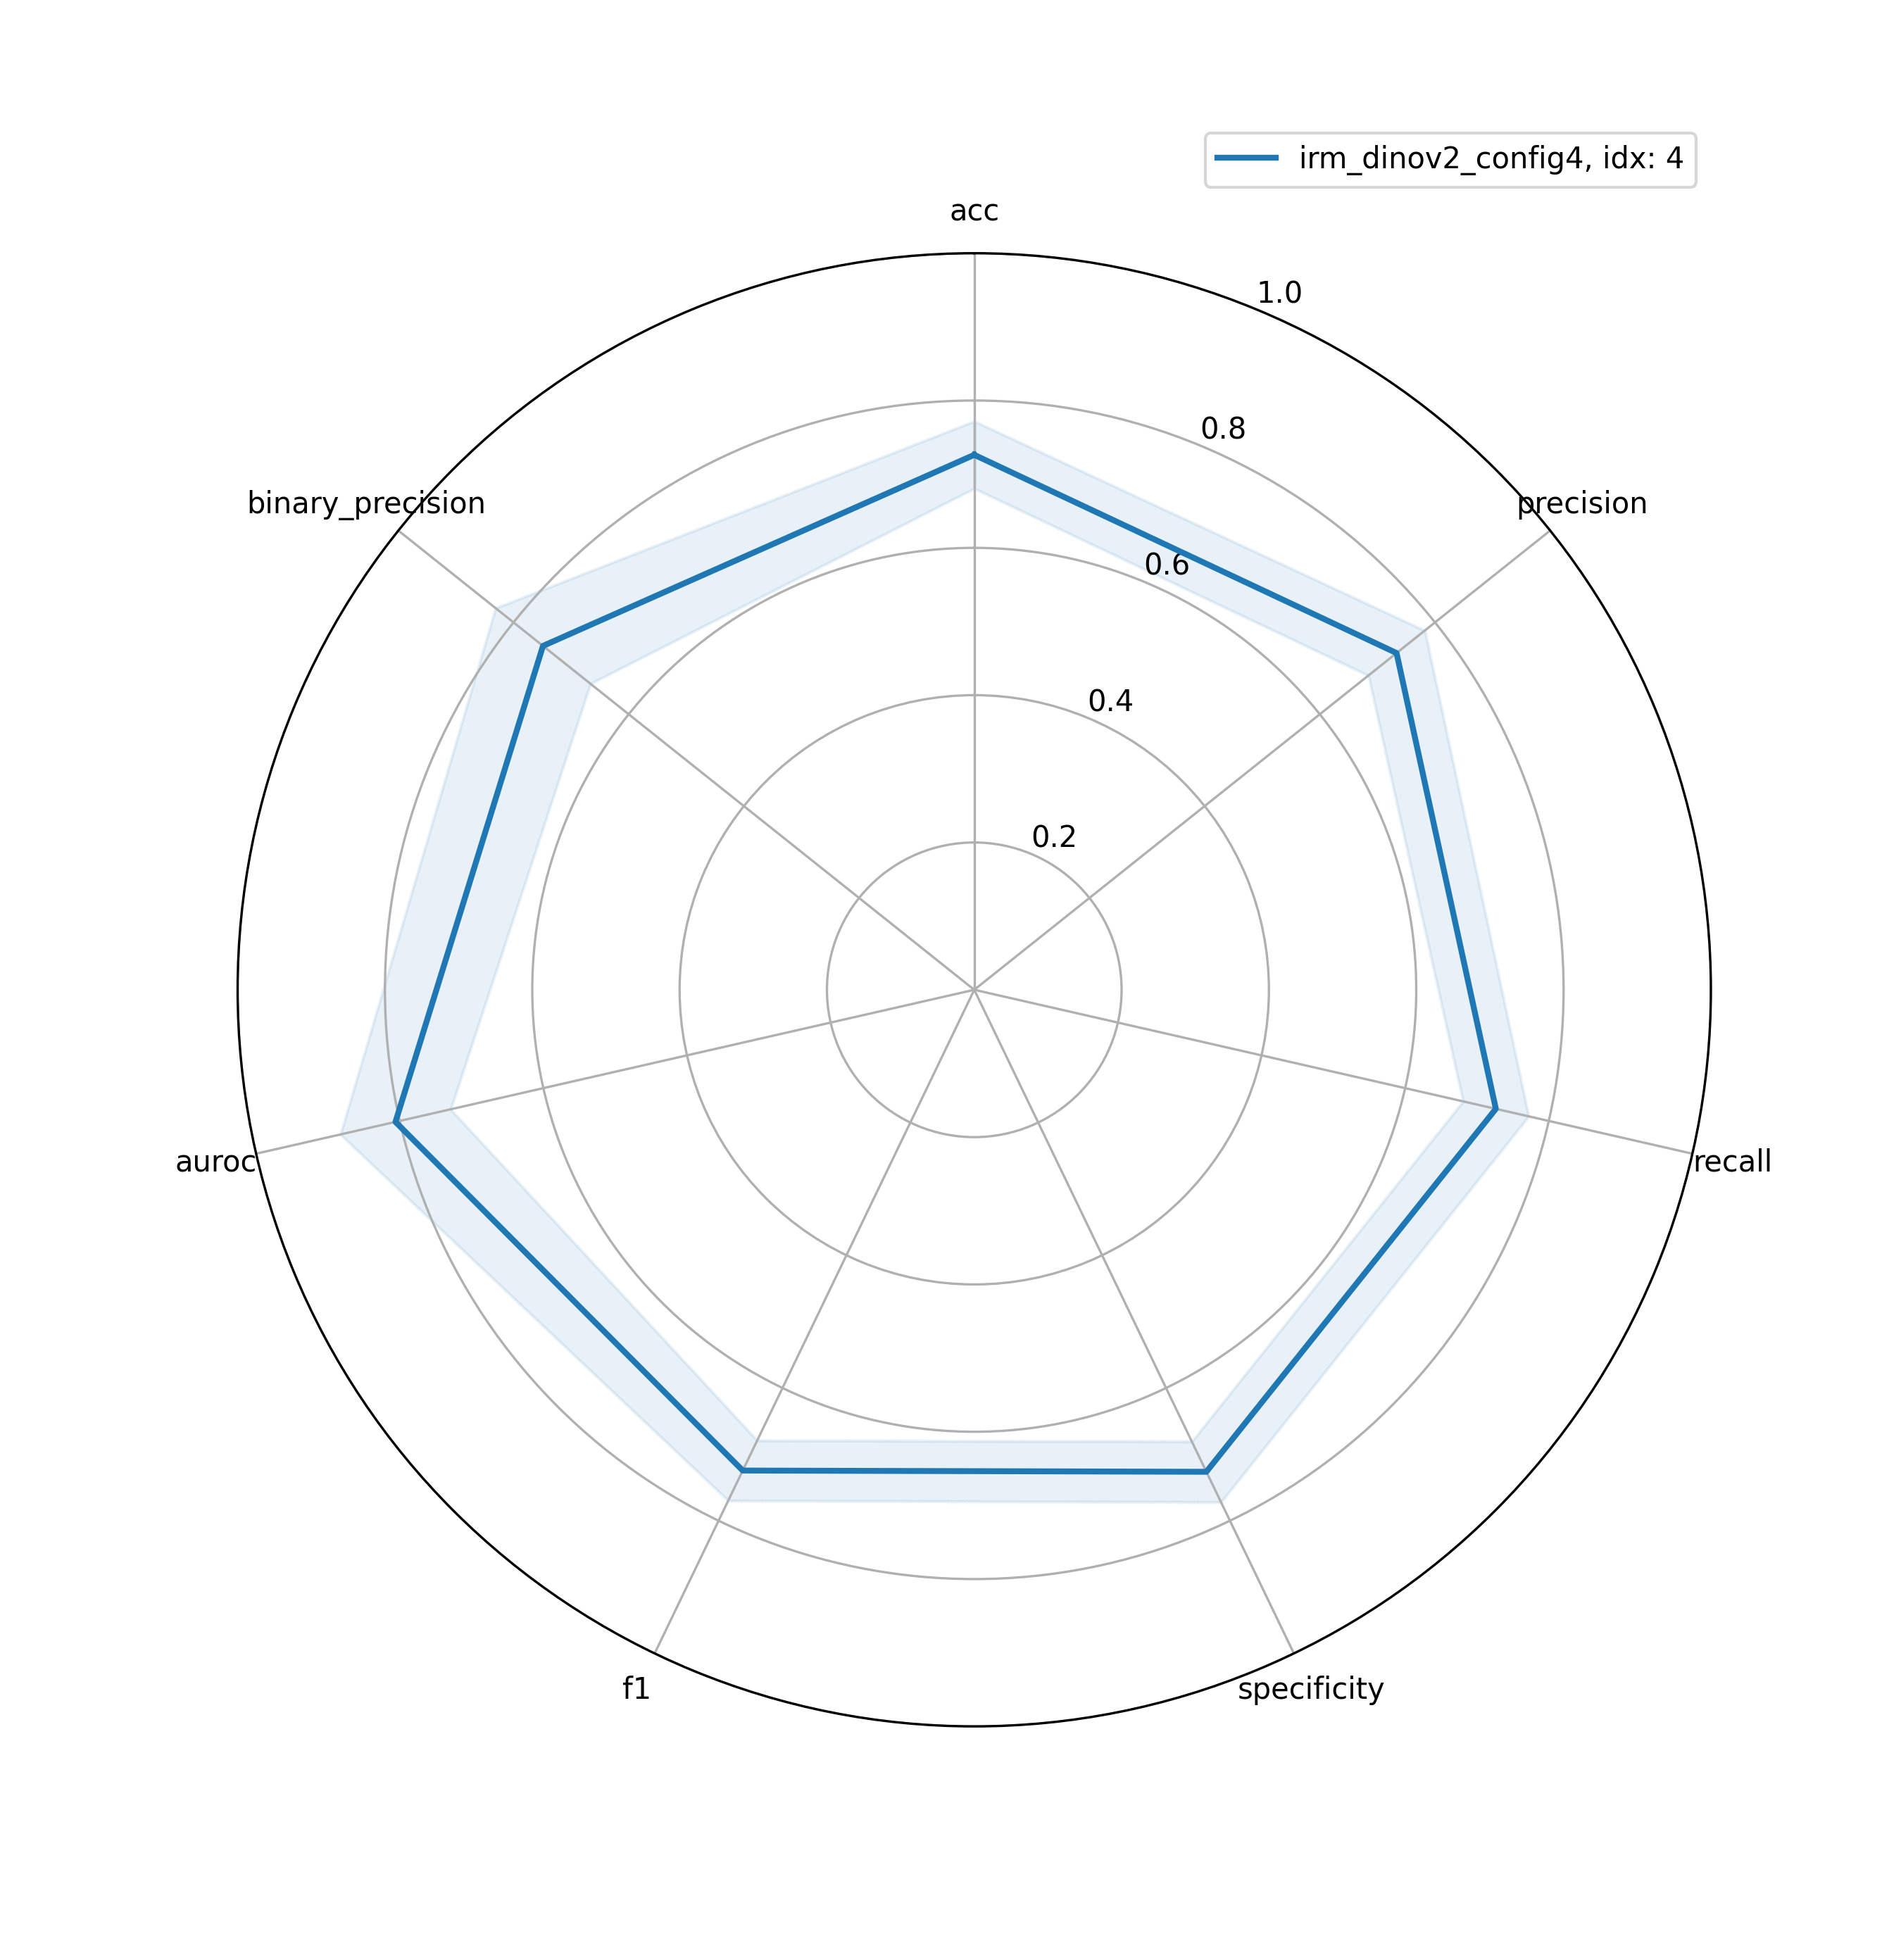 irm_dinov2_config4, idx: 4
acc
1.0
0.8
binary_precision
precision
0.6
0.4
0.2
auroc
recall
f1
specificity